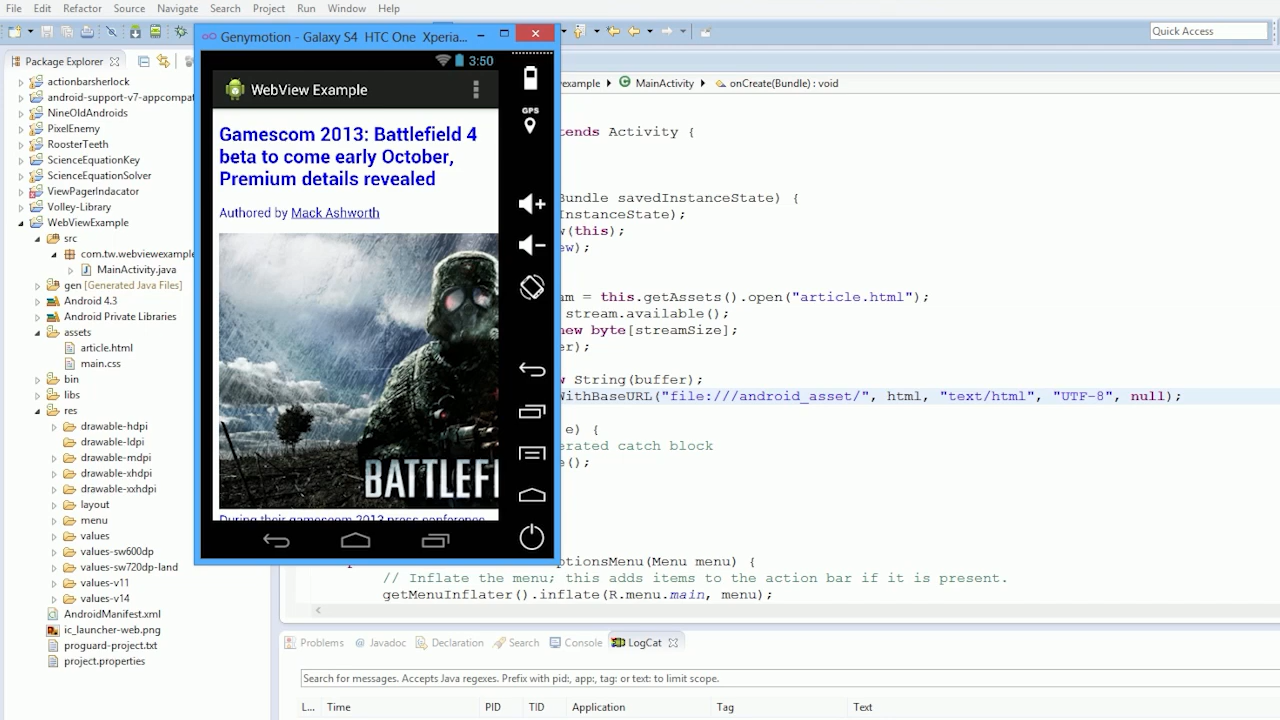 File Edit Refactor Source Navigate Search Project Run Window Help
Quick Access
Package Explorer
actionbarsherlock
android-support-v7-appcompat
NineOldAndroids
PixelEnemy
RoosterTeeth
ScienceEquationKey
ScienceEquationSolver
ViewPagerIndacator
Volley-Library
WebViewExample
src
com.tw.webviewexample
MainActivity.java
gen [Generated Java Files]
Android 4.3
Android Private Libraries
assets
article.html
main.css
bin
libs
res
drawable-hdpi
drawable-ldpi
drawable-mdpi
drawable-xhdpi
drawable-xxhdpi
layout
menu
values
values-sw600dp
values-sw720dp-land
values-v11
values-v14
AndroidManifest.xml
ic_launcher-web.png
proguard-project.txt
project.properties
Genymotion - Galaxy S4 HTC One Xperia...
3:50
WebView Example
GPS
Gamescom 2013: Battlefield 4
beta to come early October,
Premium details revealed
Authored by Mack Ashworth
BATTLEFI
During their gamescom 2013 press conference
example MainActivity onCreate(Bundle) : void
tends Activity {
Bundle savedInstanceState) {
InstanceState);
w(this);
ew);
am = this.getAssets().open("article.html");
stream.available();
new byte[streamSize];
er);
w String(buffer);
WithBaseURL("file:///android_asset/", html, "text/html", "UTF-8", null);
e) {
erated catch block
e();
ptionsMenu(Menu menu) {
// Inflate the menu; this adds items to the action bar if it is present.
getMenuInflater().inflate(R.menu.main, menu);
Problems @ Javadoc Declaration Search Console LogCat
Search for messages. Accepts Java regexes. Prefix with pid:, app:, tag: or text: to limit scope.
L... Time PID TID Application Tag Text